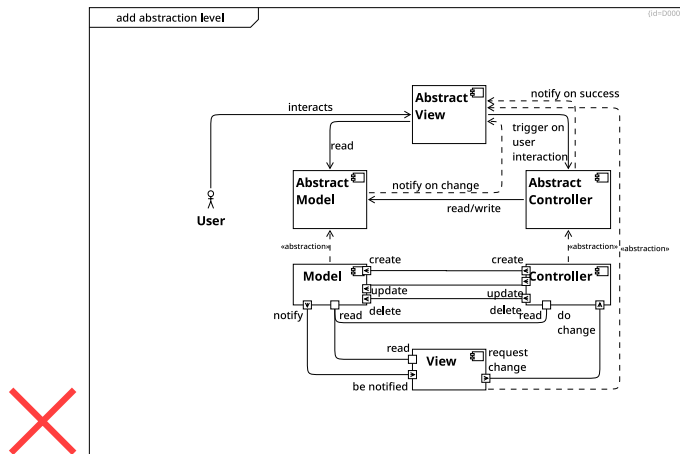 add abstraction level
(id=D000
notify on success
interacts
Abstract
View
trigger on
user
interaction
read
Abstract
Model
notify on change
Abstract
Controller
read/write
User
«abstraction»
«abstraction»
«abstraction»
create
create
Model
Controller
update
update
delete
delete
notify
read
read
do
change
read
View
request
change
be notified